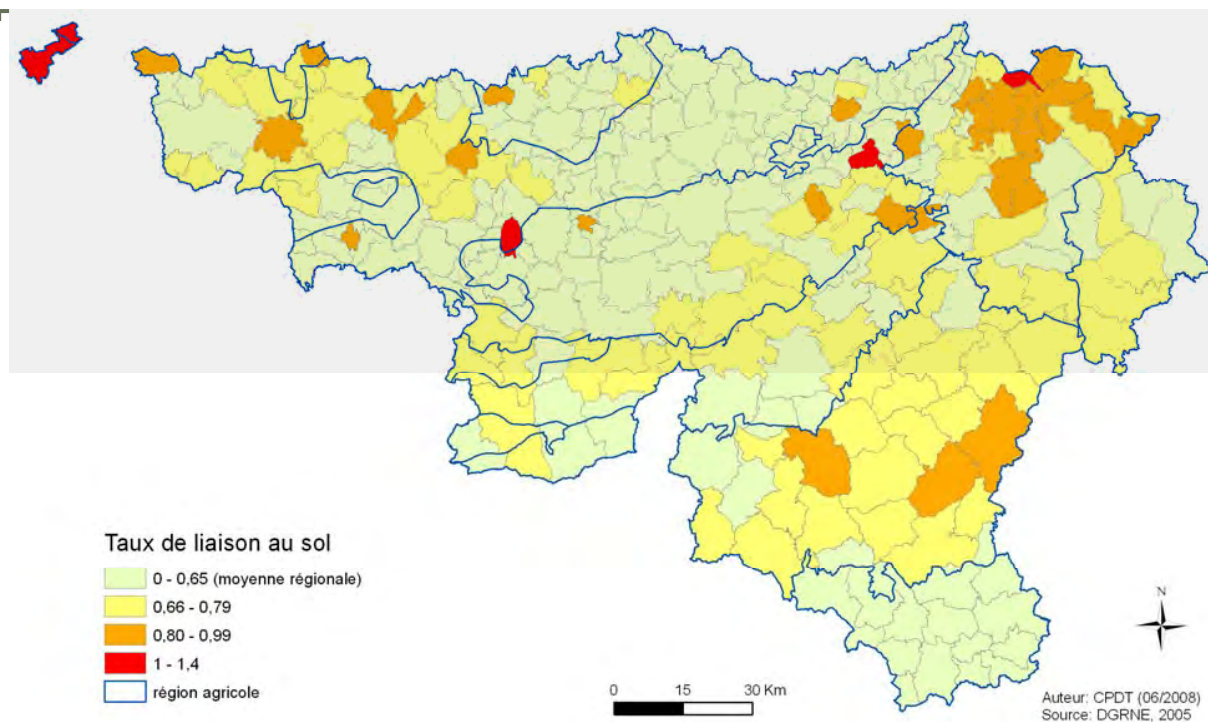 Taux de liaison au sol
0 - 0,65 (moyenne régionale)
0,66 - 0,79
0,80 - 0,99
1 - 1,4
région agricole
0 15 30 Km
N
Auteur: CPDT (06/2008)
Source: DGRNE, 2005